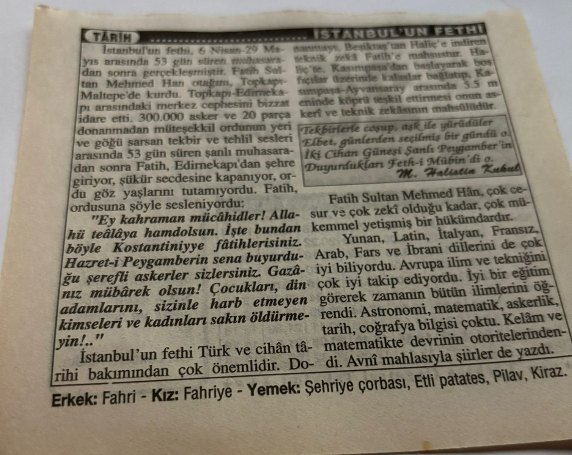 TÂRİH
İSTANBUL'UN FETHİ
İstanbul'un fethi, 6 Nisan-29 Ma-
yıs arasında 53 gün süren muhasara-
dan sonra gerçekleşmiştir. Fatih Sul-
tan Mehmed Han otağını, Topkapı-
Maltepe'de kurdu. Topkapı-Edirneka-
pı arasındaki merkez cephesini bizzat
idare etti. 300.000 asker ve 20 parça
donanmadan müteşekkil ordunun yeri
ve göğü sarsan tekbir ve tehlil sesleri
arasında 53 gün süren şanlı muhasara-
dan sonra Fatih, Edirnekapı'dan şehre
giriyor, şükür secdesine kapanıyor, or-
du göz yaşlarını tutamıyordu. Fatih,
ordusuna şöyle sesleniyordu:
"Ey kahraman mücâhidler! Alla-
hü teâlâya hamdolsun. İşte bundan
böyle Kostantiniyye fâtihlerisiniz.
Hazret-i Peygamberin sena buyurdu-
ğu şerefli askerler sizlersiniz. Gazâ-
nız mübârek olsun! Çocukları, din
adamlarını, sizinle harb etmeyen
kimseleri ve kadınları sakın öldürme-
yin!.."
İstanbul'un fethi Türk ve cihân tâ-
rihi bakımından çok önemlidir. Do-
nanmayı, Beşiktaş'tan Haliç'e indiren
teknik zekâ Fatih'e mahsustur. Ha-
liç'te, Kasımpaşa'dan başlayarak boş
fıçılar üzerinde kalaslar bağlatıp, Ka-
sımpaşa-Ayvansaray arasında 5.5 m
eninde köprü teşkil ettirmesi onun as-
kerî ve teknik zekâsının mahsûlüdür.
Tekbirlerle coşup, aşk ile yürüdüler
Elbet, günlerden seçilmiş bir gündü o.
İki Cihan Güneşi Şanlı Peygamber'in
Duyurdukları Feth-i Mübin'di o.
M. Halistin Kukul
Fatih Sultan Mehmed Hân, çok ce-
sur ve çok zekî olduğu kadar, çok mü-
kemmel yetişmiş bir hükümdardır.
Yunan, Latin, İtalyan, Fransız,
Arab, Fars ve İbrani dillerini de çok
iyi biliyordu. Avrupa ilim ve tekniğini
çok iyi takip ediyordu. İyi bir eğitim
görerek zamanın bütün ilimlerini öğ-
rendi. Astronomi, matematik, askerlik,
tarih, coğrafya bilgisi çoktu. Kelâm ve
matematikte devrinin otoritelerinden-
di. Avnî mahlasıyla şiirler de yazdı.
Erkek: Fahri - Kız: Fahriye - Yemek: Şehriye çorbası, Etli patates, Pilav, Kiraz.